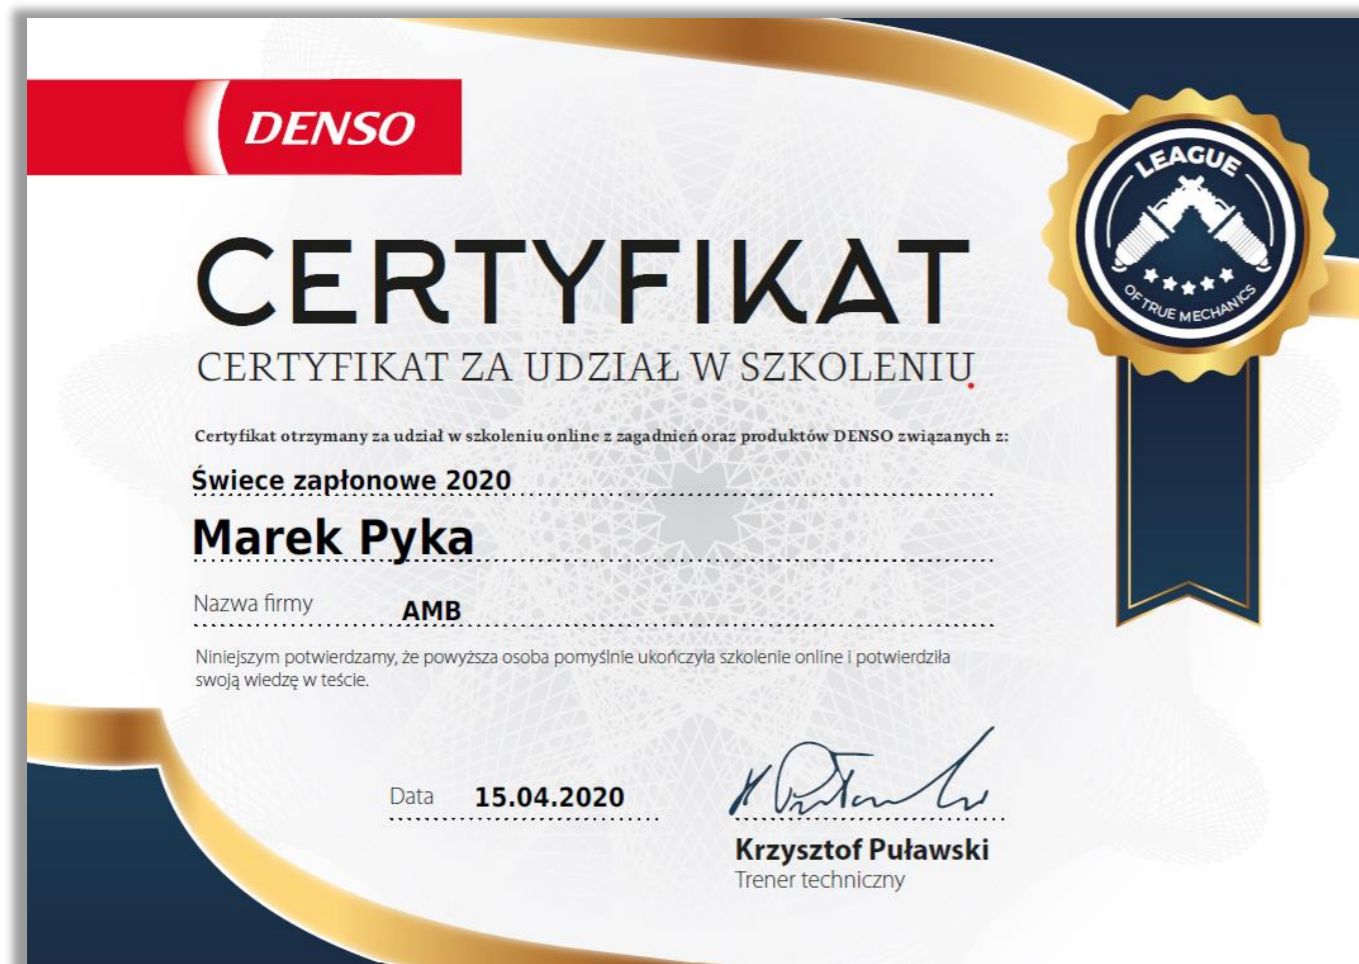 DENSO
LEAGUE
OF TRUE MECHANICS
CERTYFIKAT
CERTYFIKAT ZA UDZIAŁ W SZKOLENIU
Certyfikat otrzymany za udział w szkoleniu online z zagadnień oraz produktów DENSO związanych z:
Świece zapłonowe 2020
Marek Pyka
Nazwa firmy AMB
Niniejszym potwierdzamy, że powyższa osoba pomyślnie ukończyła szkolenie online i potwierdziła
swoją wiedzę w teście.
Data 15.04.2020
Krzysztof Puławski
Trener techniczny